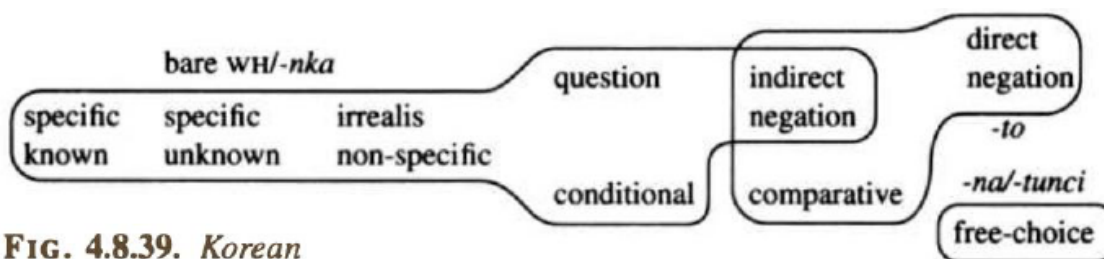 bare WH/-nka
question
indirect
negation
direct
negation
specific
known
specific
unknown
irrealis
non-specific
-to
conditional
comparative
-na/-tunci
free-choice
FIG. 4.8.39. Korean